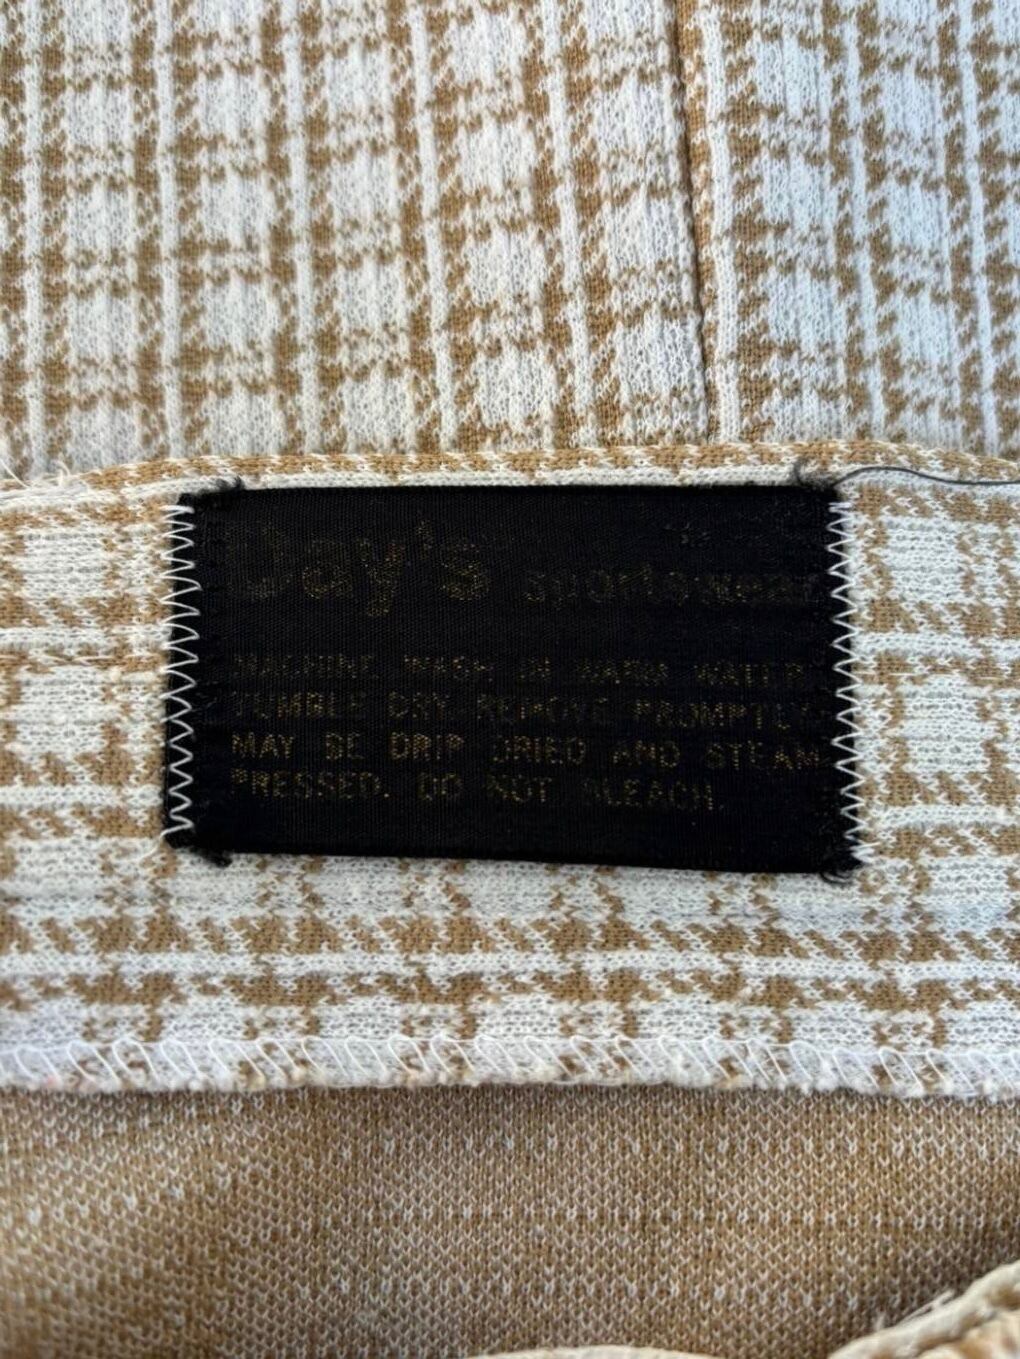 Day's sportswear
MACHINE WASH IN WARM WATER
TUMBLE DRY REMOVE PROMPTLY
MAY BE DRIP DRIED AND STEAM
PRESSED. DO NOT BLEACH.